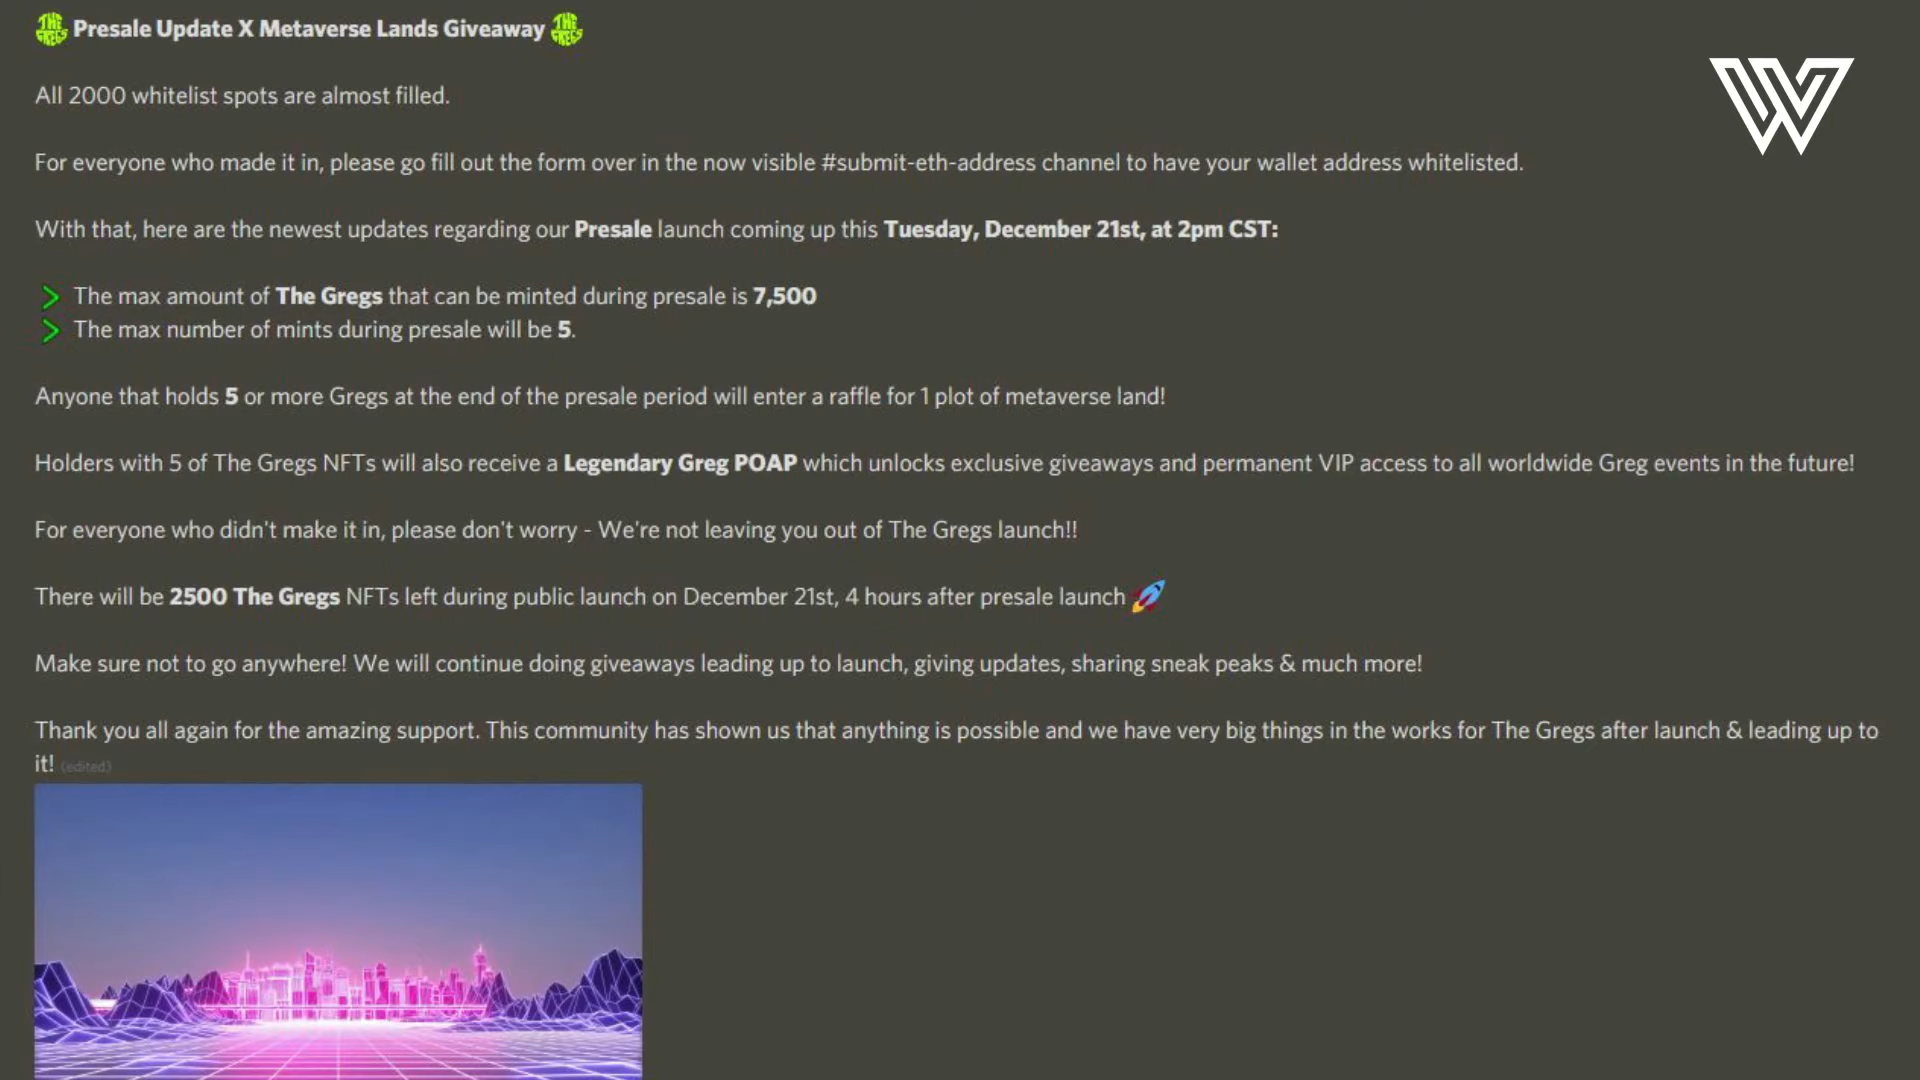 THE GREGS Presale Update X Metaverse Lands Giveaway THE GREGS
All 2000 whitelist spots are almost filled.
For everyone who made it in, please go fill out the form over in the now visible #submit-eth-address channel to have your wallet address whitelisted.
With that, here are the newest updates regarding our Presale launch coming up this Tuesday, December 21st, at 2pm CST:
The max amount of The Gregs that can be minted during presale is 7,500
The max number of mints during presale will be 5.
Anyone that holds 5 or more Gregs at the end of the presale period will enter a raffle for 1 plot of metaverse land!
Holders with 5 of The Gregs NFTs will also receive a Legendary Greg POAP which unlocks exclusive giveaways and permanent VIP access to all worldwide Greg events in the future!
For everyone who didn't make it in, please don't worry - We're not leaving you out of The Gregs launch!!
There will be 2500 The Gregs NFTs left during public launch on December 21st, 4 hours after presale launch
Make sure not to go anywhere! We will continue doing giveaways leading up to launch, giving updates, sharing sneak peaks & much more!
Thank you all again for the amazing support. This community has shown us that anything is possible and we have very big things in the works for The Gregs after launch & leading up to
it! (edited)